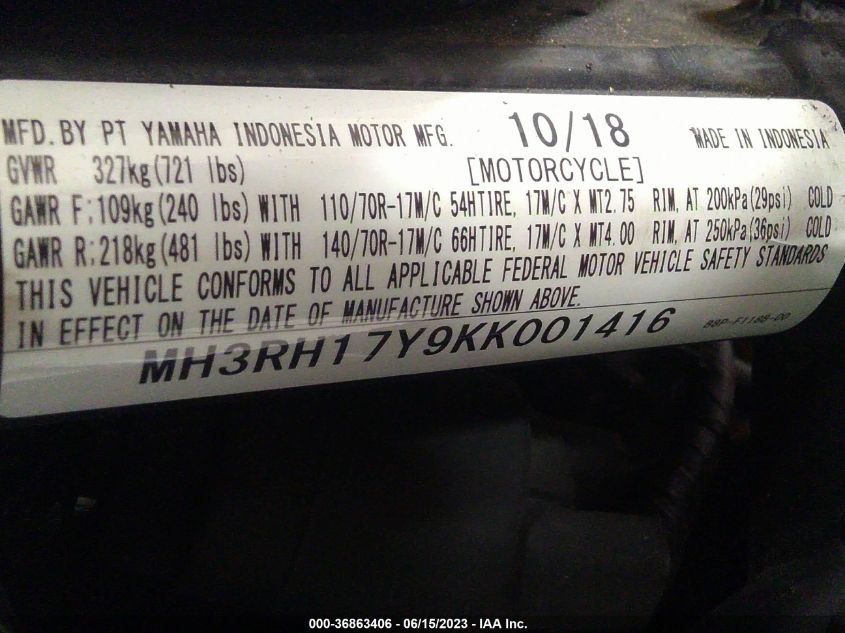 MFD. BY PT YAMAHA INDONESIA MOTOR MFG. 10/18 MADE IN INDONESIA
GVWR 327kg(721 lbs) [MOTORCYCLE]
GAWR F:109kg(240 lbs) WITH 110/70R-17M/C 54HTIRE, 17M/C X MT2.75 RIM, AT 200kPa(29psi) COLD
GAWR R:218kg(481 lbs) WITH 140/70R-17M/C 66HTIRE, 17M/C X MT4.00 RIM, AT 250kPa(36psi) COLD
THIS VEHICLE CONFORMS TO ALL APPLICABLE FEDERAL MOTOR VEHICLE SAFETY STANDARDS
IN EFFECT ON THE DATE OF MANUFACTURE SHOWN ABOVE.
MH3RH17Y9KK001416 BBP-F118B-00
000-36863406 - 06/15/2023 - IAA Inc.